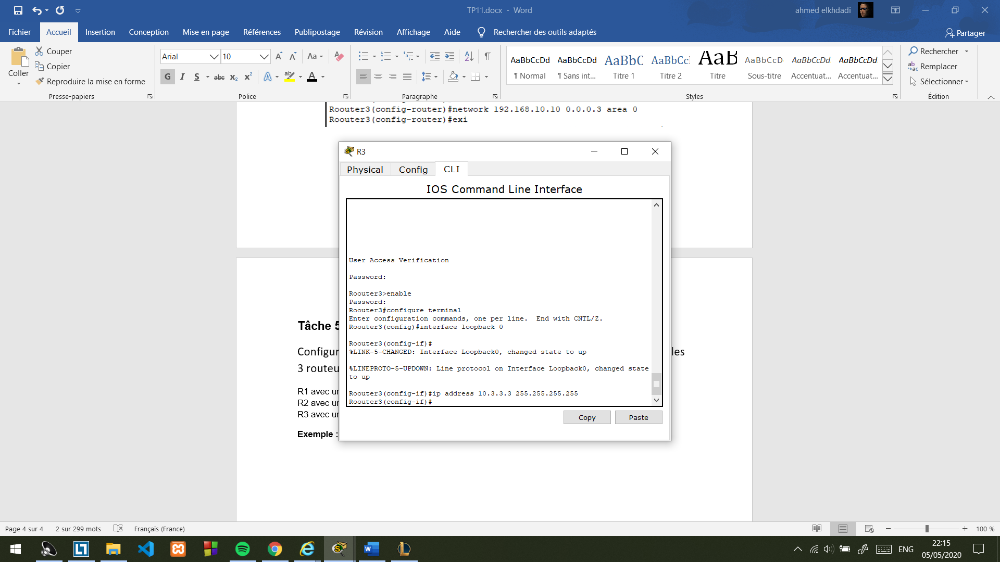 TP11.docx - Word
ahmed elkhdadi
Fichier Accueil Insertion Conception Mise en page Références Publipostage Révision Affichage Aide Rechercher des outils adaptés Partager
Coller
Couper
Copier
Reproduire la mise en forme
Presse-papiers
Arial 10
G I S abc x₂ x²
Police
Paragraphe
AaBbCcDd AaBbCcDd AaBbC AaBbCcI AaB AaBbCcD AaBbCcDd AaBbCcDd
¶ Normal ¶ Sans int... Titre 1 Titre 2 Titre Sous-titre Accentuat... Accentuat...
Styles
Rechercher
Remplacer
Sélectionner
Édition
Roouter3(config-router)#network 192.168.10.10 0.0.0.3 area 0
Roouter3(config-router)#exi
R3
Physical Config CLI
IOS Command Line Interface
User Access Verification
Password:
Roouter3>enable
Password:
Roouter3#configure terminal
Enter configuration commands, one per line.  End with CNTL/Z.
Roouter3(config)#interface loopback 0
Roouter3(config-if)#
%LINK-5-CHANGED: Interface Loopback0, changed state to up
%LINEPROTO-5-UPDOWN: Line protocol on Interface Loopback0, changed state
to up
Roouter3(config-if)#ip address 10.3.3.3 255.255.255.255
Roouter3(config-if)#
Copy Paste
Tâche 5
Configur les
3 routeu
R1 avec un
R2 avec un
R3 avec un
Exemple :
Page 4 sur 4 2 sur 299 mots Français (France) 100 %
ENG
22:15
05/05/2020